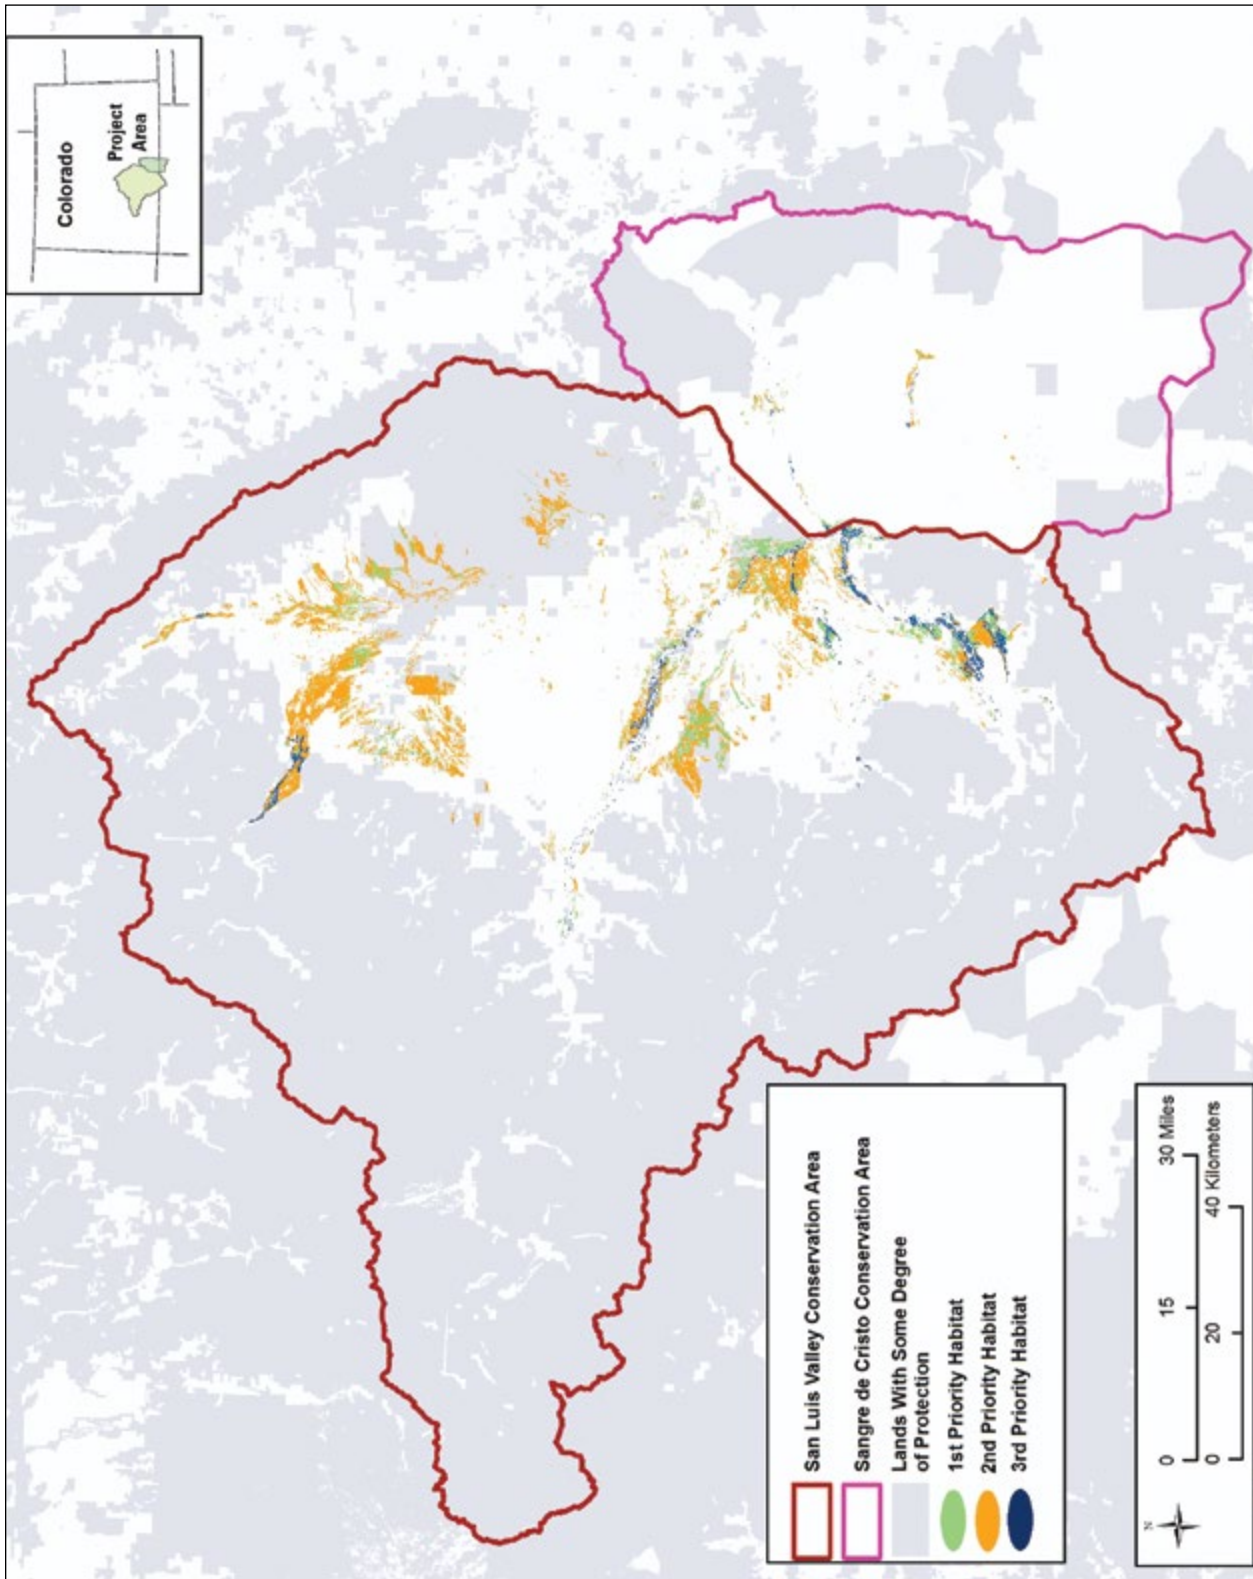 Colorado
Project
Area
San Luis Valley Conservation Area
Sangre de Cristo Conservation Area
Lands With Some Degree
of Protection
1st Priority Habitat
2nd Priority Habitat
3rd Priority Habitat
N
0 15 30 Miles
0 20 40 Kilometers